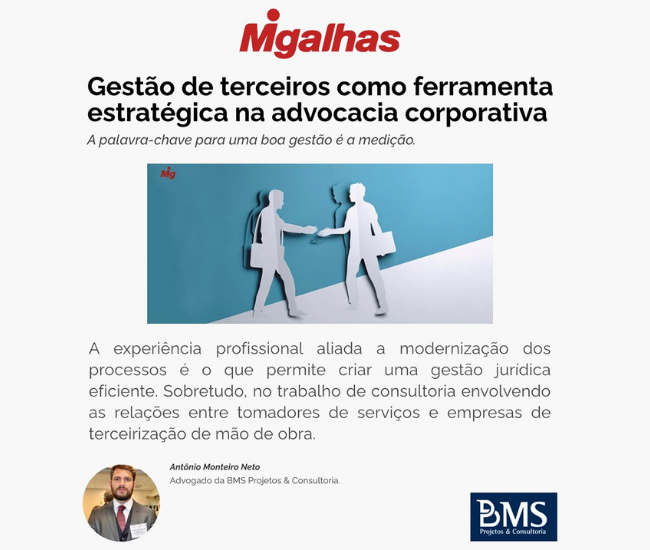 Migalhas
Gestão de terceiros como ferramenta
estratégica na advocacia corporativa
A palavra-chave para uma boa gestão é a medição.
Mg
A experiência profissional aliada a modernização dos
processos é o que permite criar uma gestão jurídica
eficiente. Sobretudo, no trabalho de consultoria envolvendo
as relações entre tomadores de serviços e empresas de
terceirização de mão de obra.
Antônio Monteiro Neto
Advogado da BMS Projetos & Consultoria.
BMS
Projetos & Consultoria